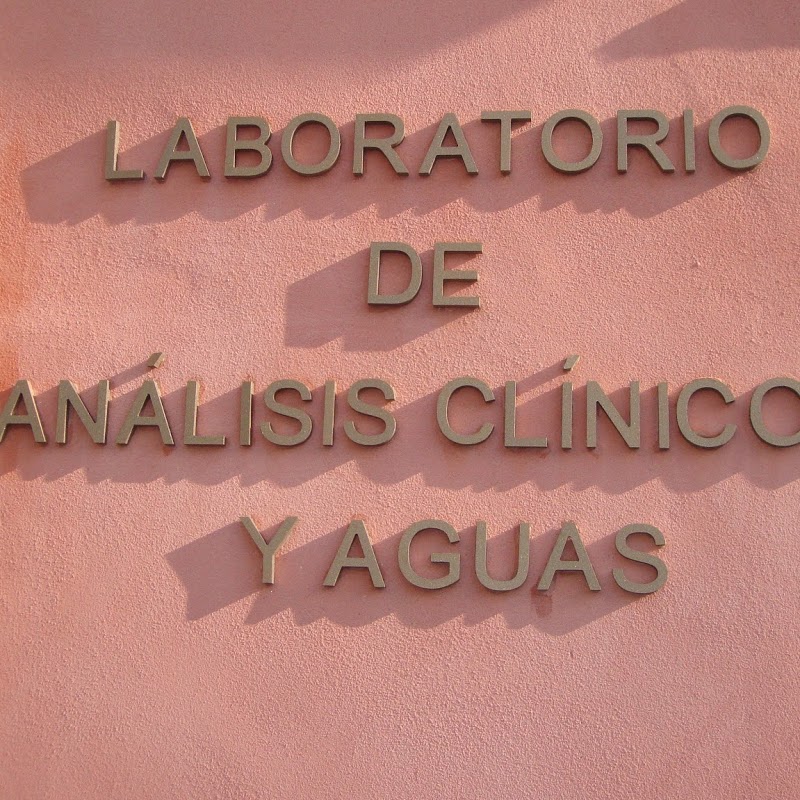 LABORATORIO
DE
ANÁLISIS CLÍNICO
Y AGUAS